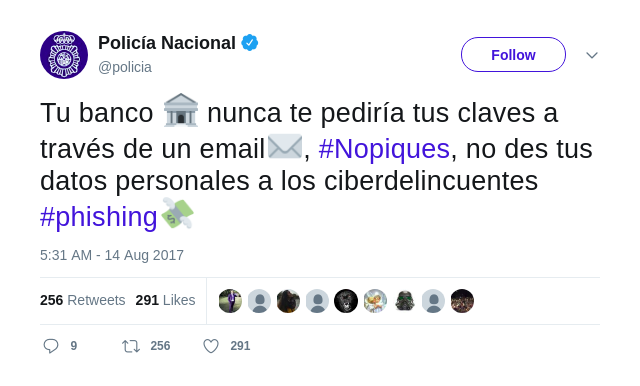 Policía Nacional
@policia
Follow
Tu banco 🏛 nunca te pediría tus claves a
través de un email✉, #Nopiques, no des tus
datos personales a los ciberdelincuentes
#phishing💸
5:31 AM - 14 Aug 2017
256 Retweets 291 Likes
9 256 291